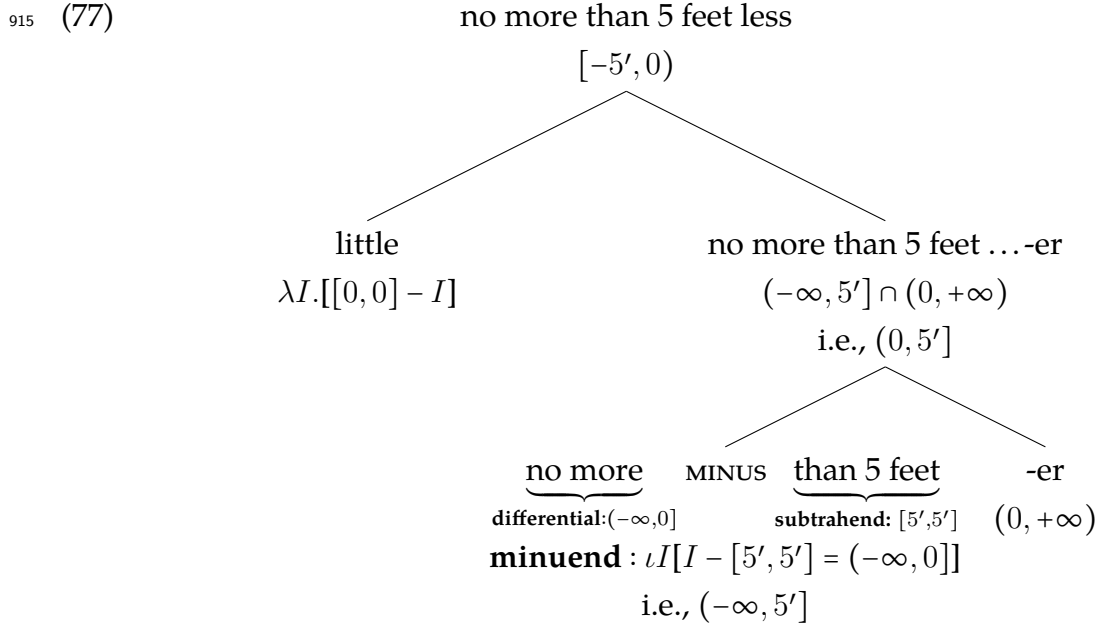 915 (77) no more than 5 feet less
[−5′, 0)
little no more than 5 feet …-er
λI.[[0, 0] − I] (−∞, 5′] ∩ (0, +∞)
i.e., (0, 5′]
no more MINUS than 5 feet -er
differential:(−∞,0] subtrahend: [5′,5′] (0, +∞)
minuend : ιI[I − [5′, 5′] = (−∞, 0]]
i.e., (−∞, 5′]